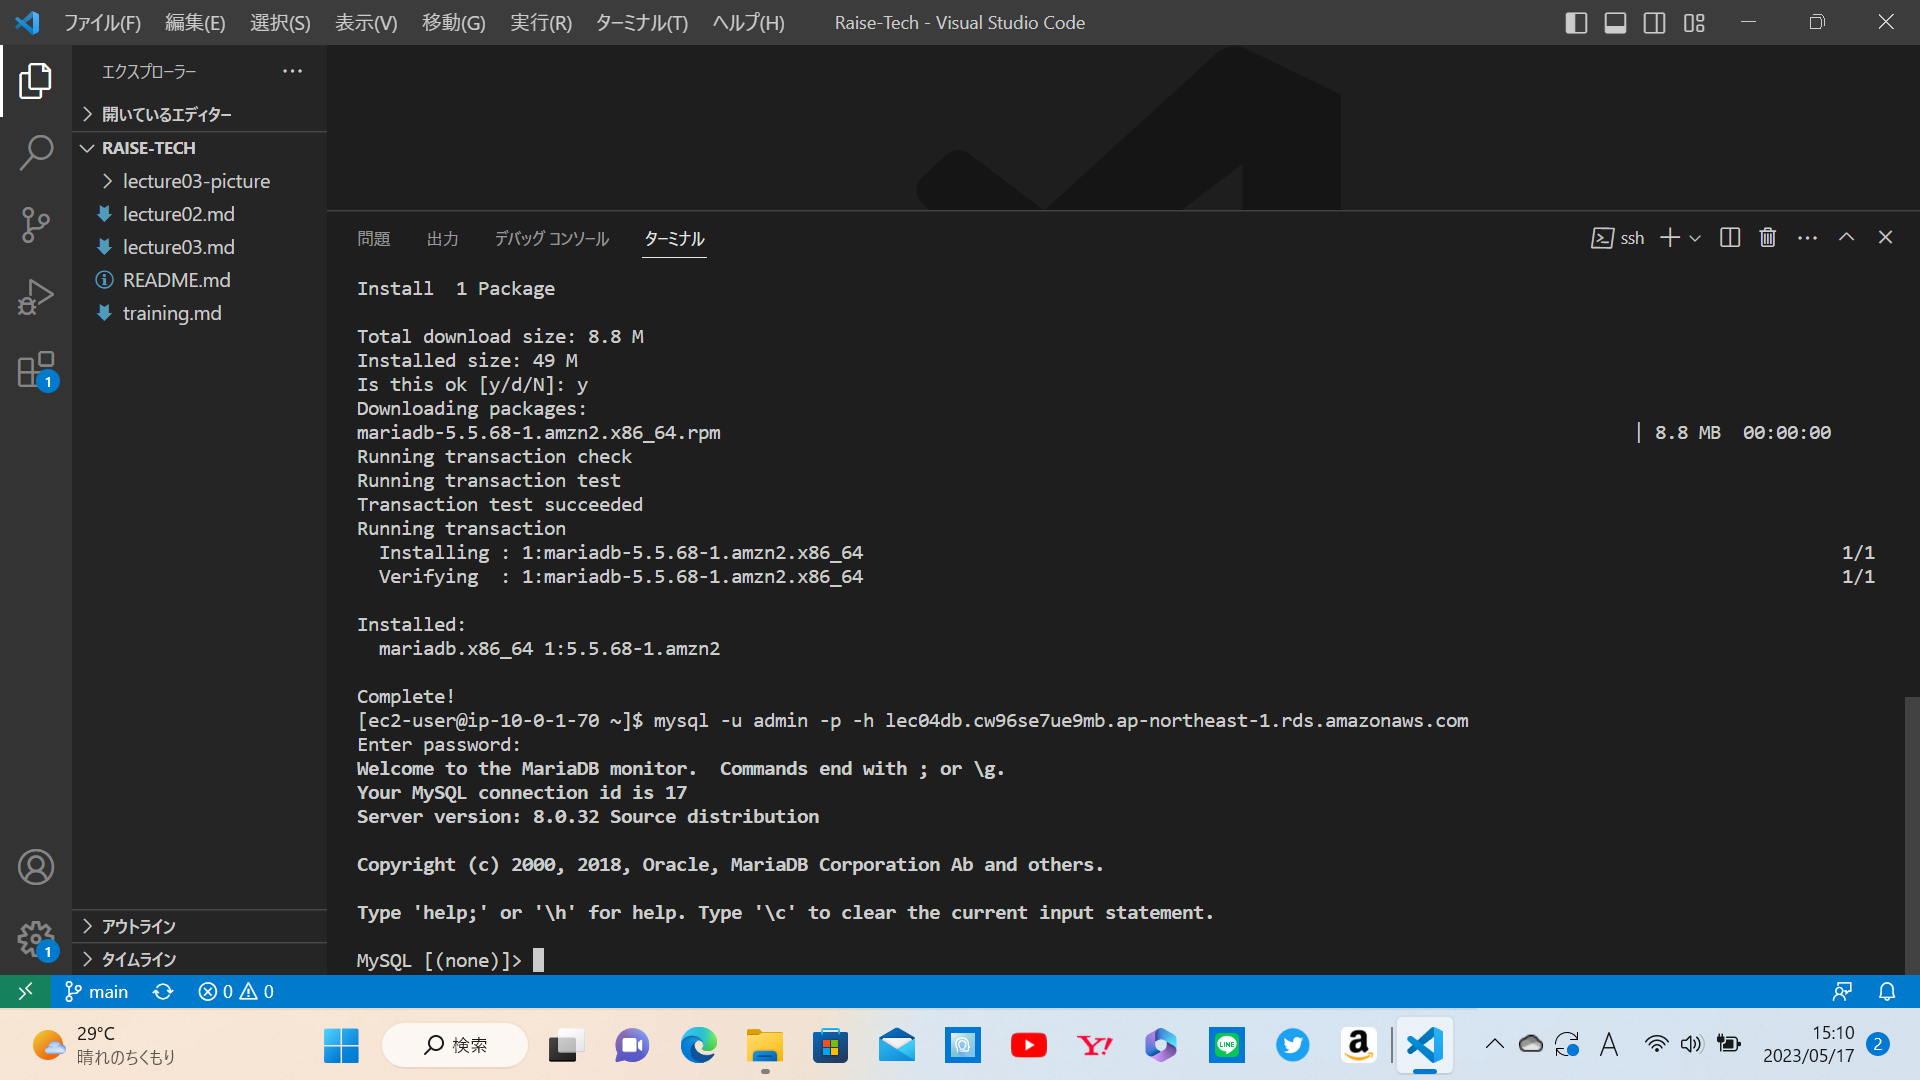 ファイル(F) 編集(E) 選択(S) 表示(V) 移動(G) 実行(R) ターミナル(T) ヘルプ(H) Raise-Tech - Visual Studio Code
エクスプローラー
開いているエディター
RAISE-TECH
lecture03-picture
lecture02.md
lecture03.md
README.md
training.md
アウトライン
タイムライン
1
1
問題 出力 デバッグ コンソール ターミナル ssh
Install  1 Package
Total download size: 8.8 M
Installed size: 49 M
Is this ok [y/d/N]: y
Downloading packages:
mariadb-5.5.68-1.amzn2.x86_64.rpm | 8.8 MB  00:00:00
Running transaction check
Running transaction test
Transaction test succeeded
Running transaction
  Installing : 1:mariadb-5.5.68-1.amzn2.x86_64 1/1
  Verifying  : 1:mariadb-5.5.68-1.amzn2.x86_64 1/1
Installed:
  mariadb.x86_64 1:5.5.68-1.amzn2
Complete!
[ec2-user@ip-10-0-1-70 ~]$ mysql -u admin -p -h lec04db.cw96se7ue9mb.ap-northeast-1.rds.amazonaws.com
Enter password:
Welcome to the MariaDB monitor.  Commands end with ; or \g.
Your MySQL connection id is 17
Server version: 8.0.32 Source distribution
Copyright (c) 2000, 2018, Oracle, MariaDB Corporation Ab and others.
Type 'help;' or '\h' for help. Type '\c' to clear the current input statement.
MySQL [(none)]>
main 0 0
29°C
晴れのちくもり
検索
Y!
LINE
a
A
15:10
2023/05/17
2